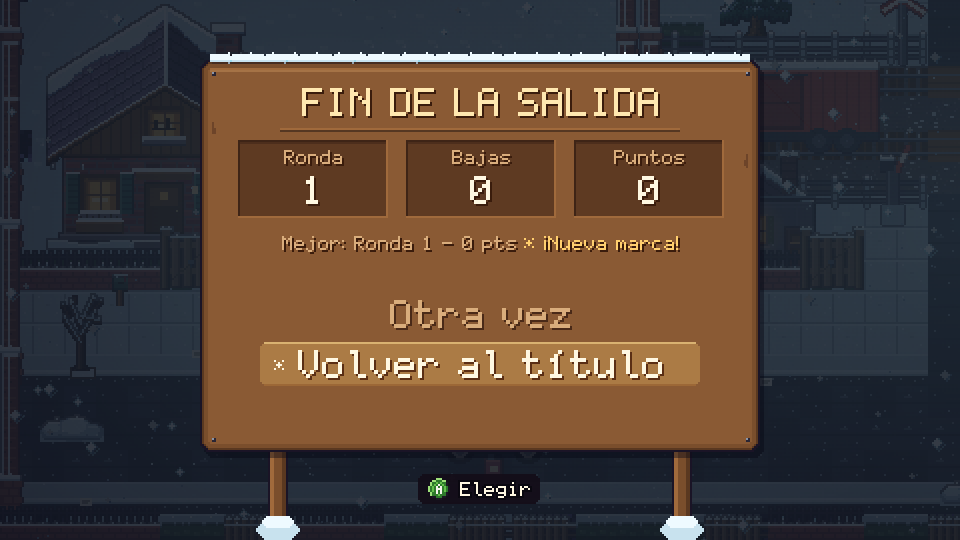 FIN DE LA SALIDA
Ronda Bajas Puntos
1 0 0
Mejor: Ronda 1 - 0 pts * ¡Nueva marca!
Otra vez
* Volver al título
A Elegir